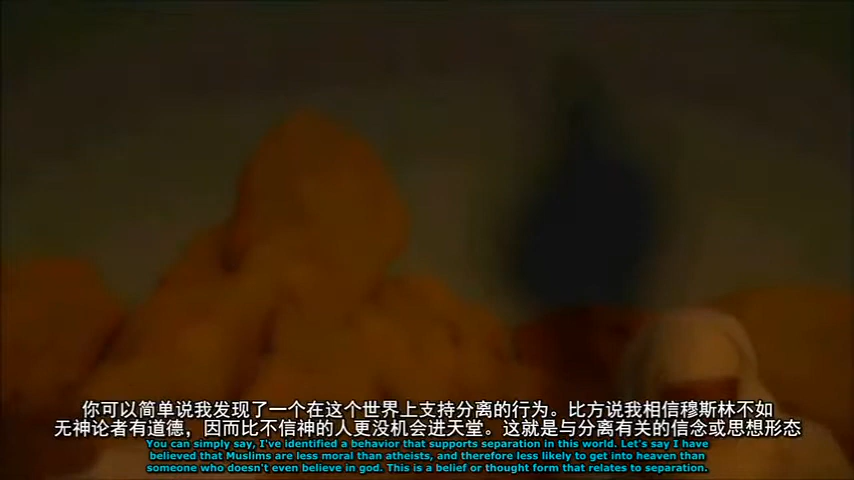 你可以简单说我发现了一个在这个世界上支持分离的行为。比方说我相信穆斯林不如
无神论者有道德，因而比不信神的人更没机会进天堂。这就是与分离有关的信念或思想形态
You can simply say, I've identified a behavior that supports separation in this world. Let's say I have
believed that Muslims are less moral than atheists, and therefore less likely to get into heaven than
someone who doesn't even believe in god. This is a belief or thought form that relates to separation.